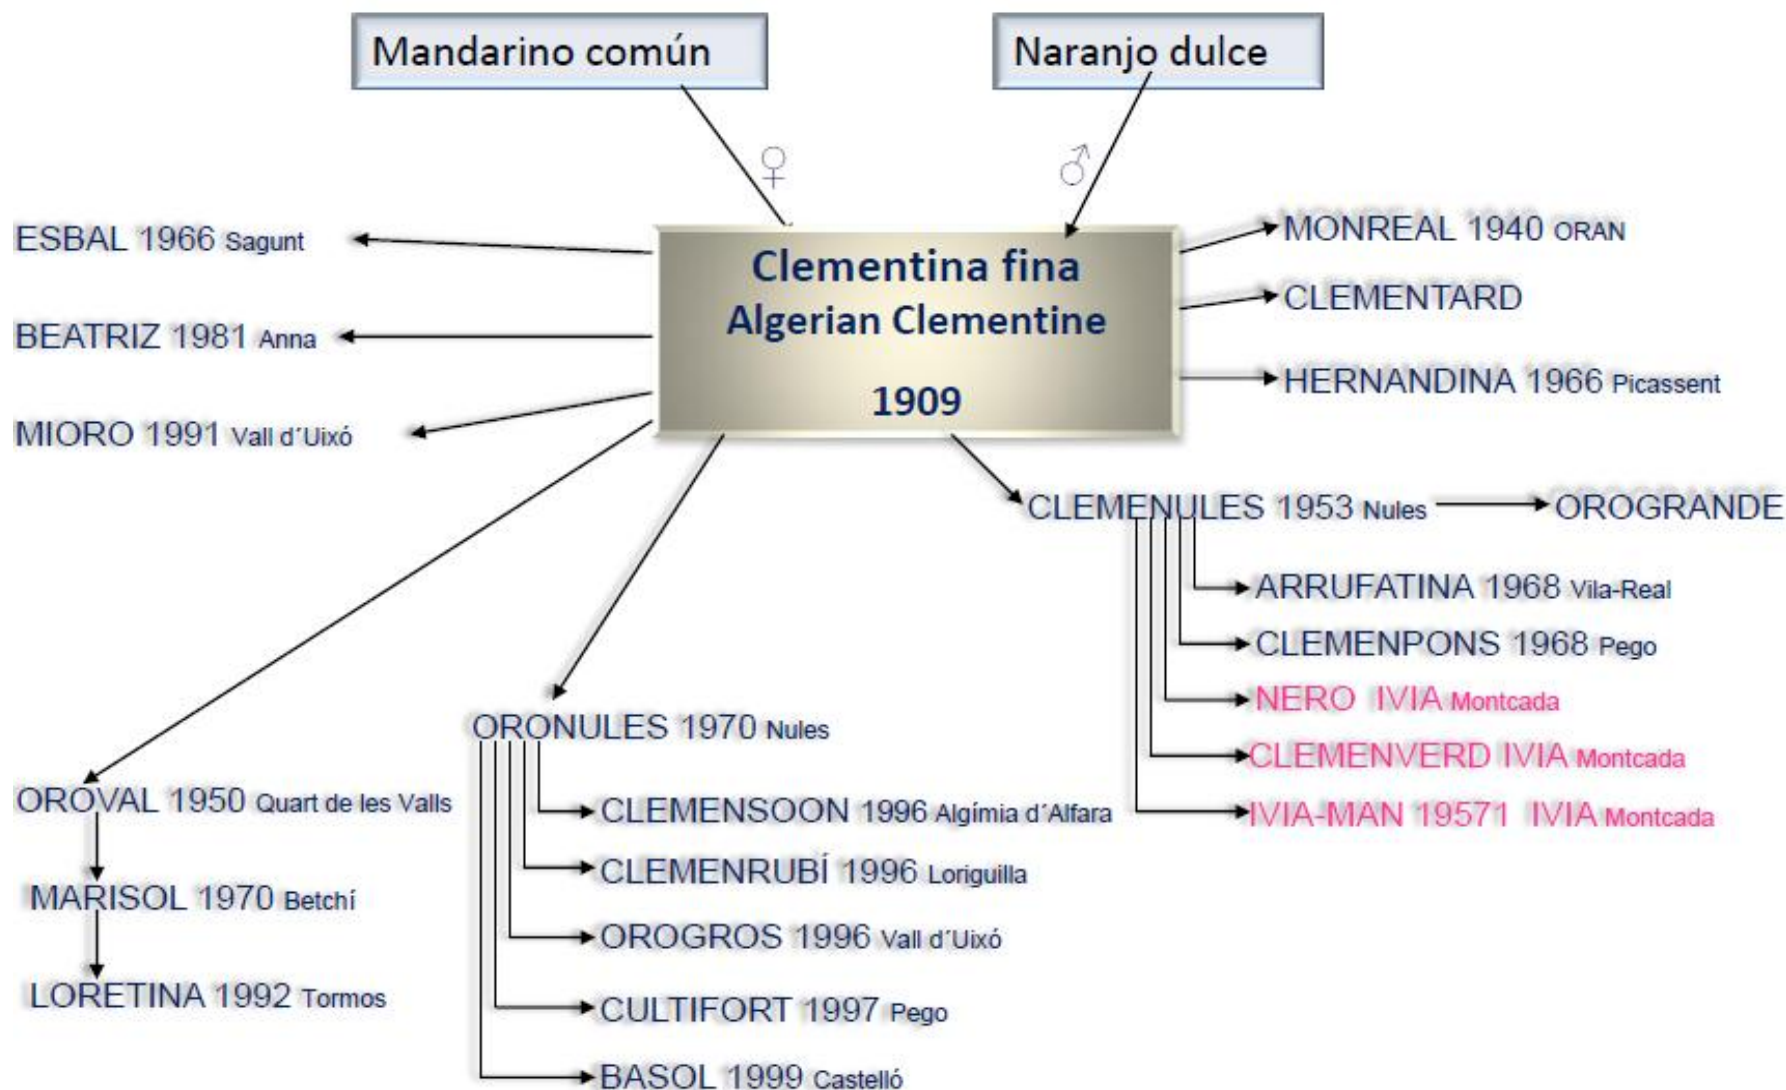 Mandarino común
Naranjo dulce
♀
♂
Clementina fina
Algerian Clementine
1909
ESBAL 1966 Sagunt
BEATRIZ 1981 Anna
MIORO 1991 Vall d´Uixó
MONREAL 1940 ORAN
CLEMENTARD
HERNANDINA 1966 Picassent
CLEMENULES 1953 Nules
OROGRANDE
ARRUFATINA 1968 Vila-Real
CLEMENPONS 1968 Pego
NERO IVIA Montcada
CLEMENVERD IVIA Montcada
IVIA-MAN 19571 IVIA Montcada
ORONULES 1970 Nules
CLEMENSOON 1996 Algímia d´Alfara
CLEMENRUBÍ 1996 Loriguilla
OROGROS 1996 Vall d´Uixó
CULTIFORT 1997 Pego
BASOL 1999 Castelló
OROVAL 1950 Quart de les Valls
MARISOL 1970 Betchí
LORETINA 1992 Tormos